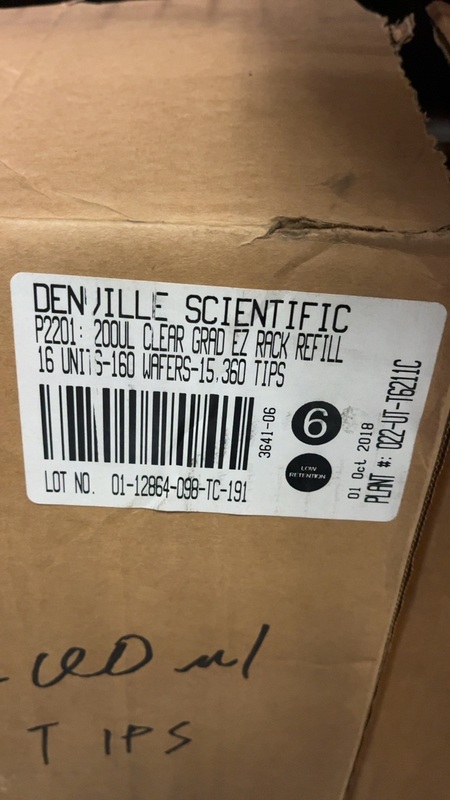 DENVILLE SCIENTIFIC
P2201: 200UL CLEAR GRAD EZ RACK REFILL
16 UNITS-160 WAFERS-15,360 TIPS
3641-06
6
LOW
RETENTION
01 Oct 2018
PLANT #: 022-UT-T6211C
LOT NO. 01-12864-098-TC-191
TIPS